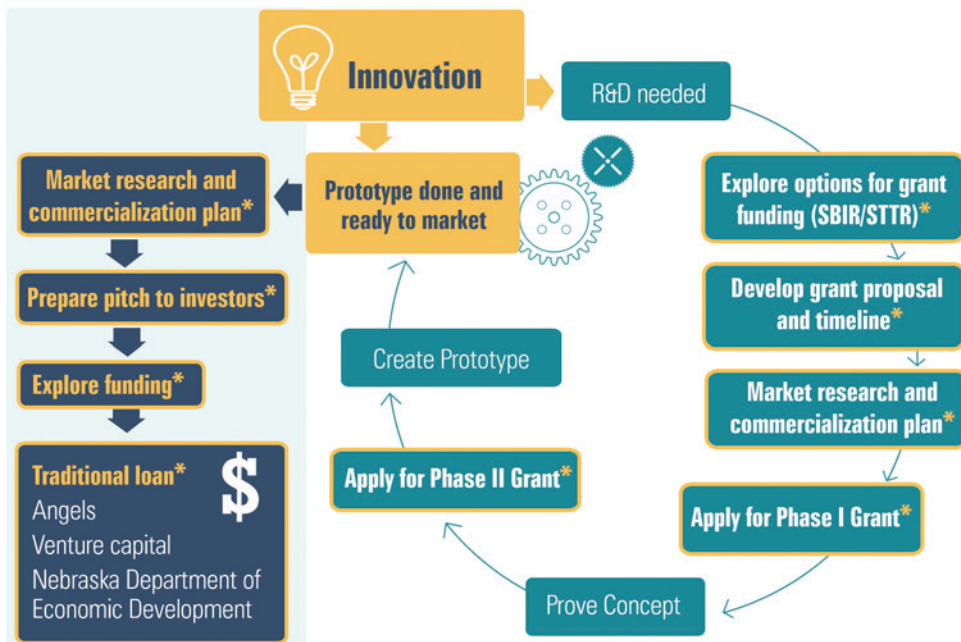 Innovation
R&D needed
Explore options for grant
funding (SBIR/STTR)*
Develop grant proposal
and timeline*
Market research and
commercialization plan*
Apply for Phase I Grant*
Prove Concept
Apply for Phase II Grant*
Create Prototype
Prototype done and
ready to market
Market research and
commercialization plan*
Prepare pitch to investors*
Explore funding*
Traditional loan*
$
Angels
Venture capital
Nebraska Department of
Economic Development